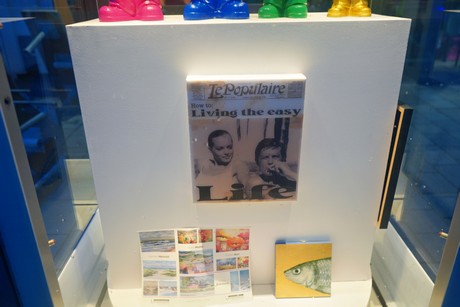 Le Populaire
How to:
Living the easy
Life